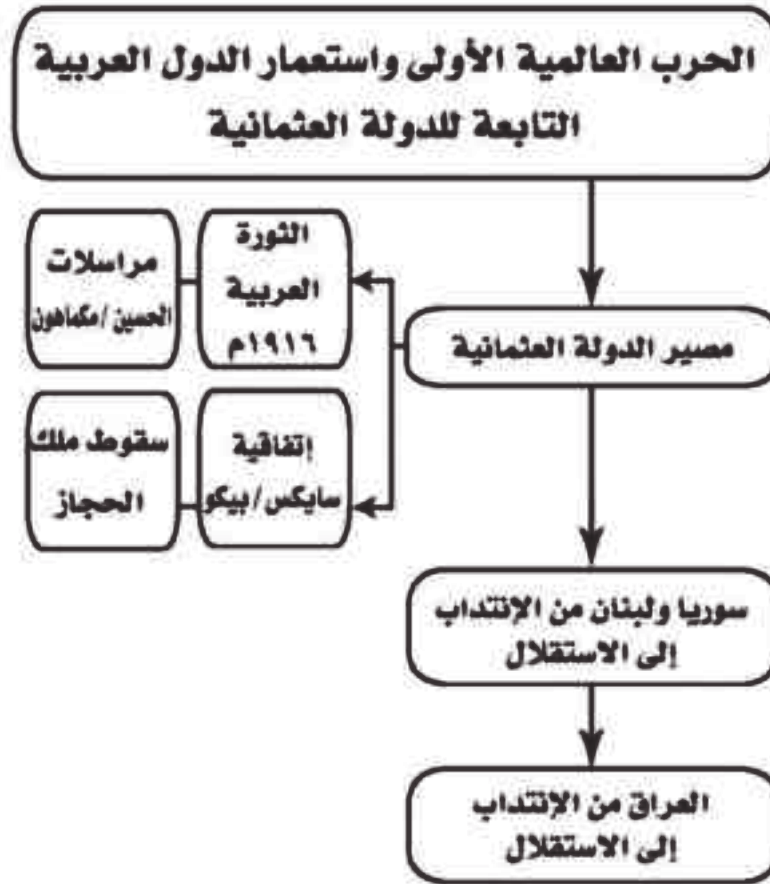 الحرب العالمية الأولى واستعمار الدول العربية
التابعة للدولة العثمانية
مصير الدولة العثمانية
الثورة
العربية
١٩١٦م
مراسلات
الحسين/مكماهون
إتفاقية
سايكس/بيكو
سقوط ملك
الحجاز
سوريا ولبنان من الإنتداب
إلى الاستقلال
العراق من الإنتداب
إلى الاستقلال